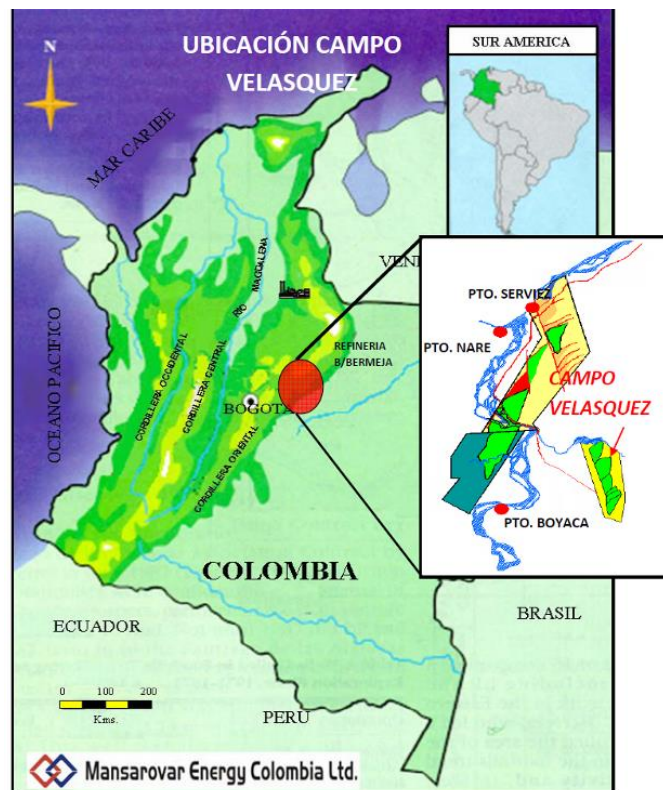 UBICACIÓN CAMPO
VELASQUEZ
SUR AMERICA
N
MAR CARIBE
OCEANO PACIFICO
RIO MAGDALENA
CORDILLERA OCCIDENTAL
CORDILLERA CENTRAL
CORDILLERA ORIENTAL
REFINERIA
B/BERMEJA
BOGOTA
VEN
PTO. SERVIEZ
PTO. NARE
CAMPO
VELASQUEZ
PTO. BOYACA
COLOMBIA
ECUADOR
BRASIL
PERU
0 100 200
Kms.
Mansarovar Energy Colombia Ltd.